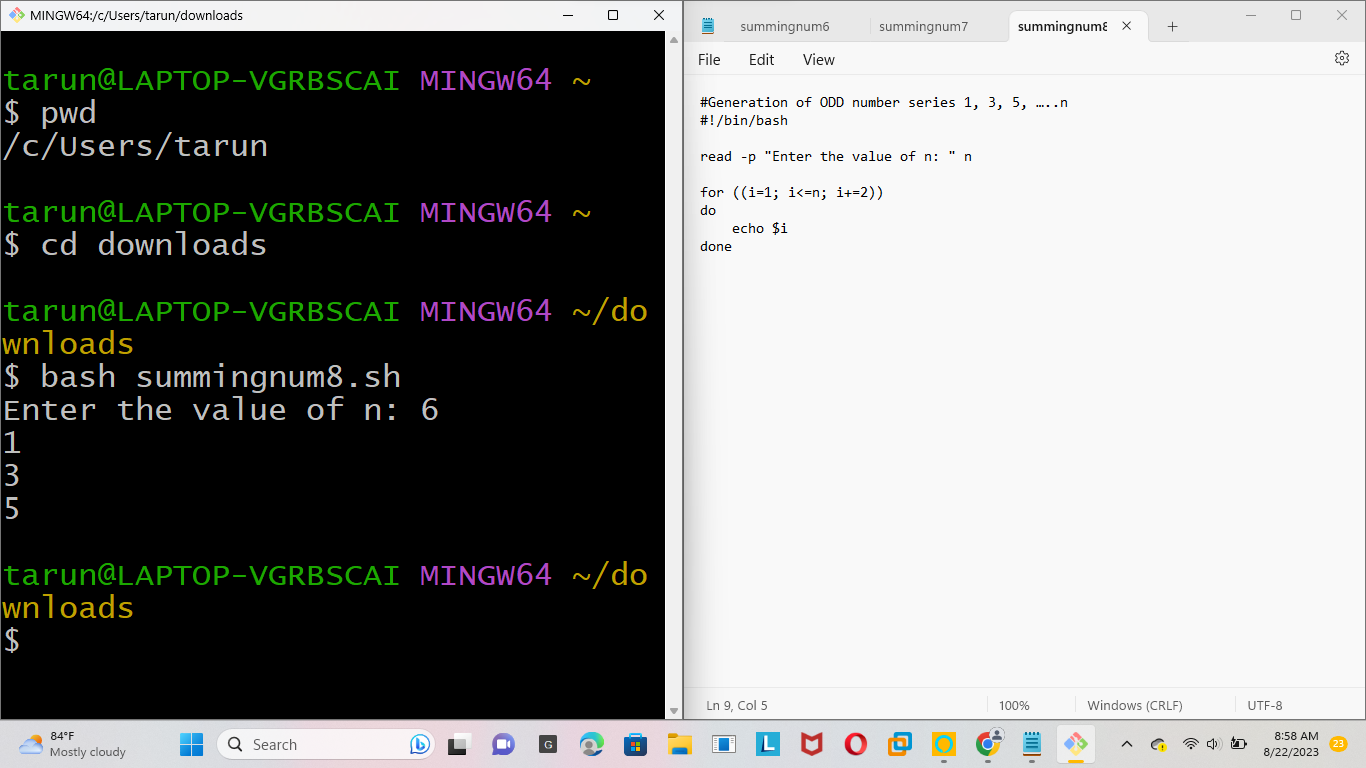 MINGW64:/c/Users/tarun/downloads
tarun@LAPTOP-VGRBSCAI MINGW64 ~
$ pwd
/c/Users/tarun
tarun@LAPTOP-VGRBSCAI MINGW64 ~
$ cd downloads
tarun@LAPTOP-VGRBSCAI MINGW64 ~/do
wnloads
$ bash summingnum8.sh
Enter the value of n: 6
1
3
5
tarun@LAPTOP-VGRBSCAI MINGW64 ~/do
wnloads
$
summingnum6
summingnum7
summingnum8
File Edit View
#Generation of ODD number series 1, 3, 5, …..n
#!/bin/bash
read -p "Enter the value of n: " n
for ((i=1; i<=n; i+=2))
do
    echo $i
done
Ln 9, Col 5
100%
Windows (CRLF)
UTF-8
84°F
Mostly cloudy
Search
G
L
8:58 AM
8/22/2023
23